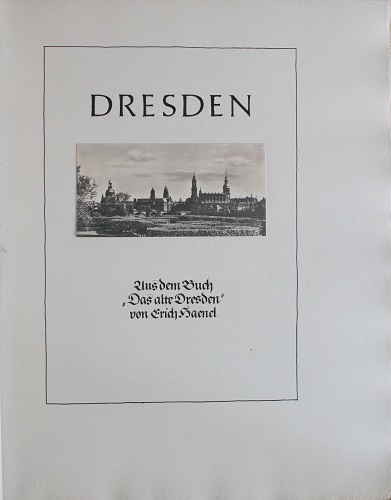 DRESDEN
Aus dem Buch
„Das alte Dresden“
von Erich Haenel